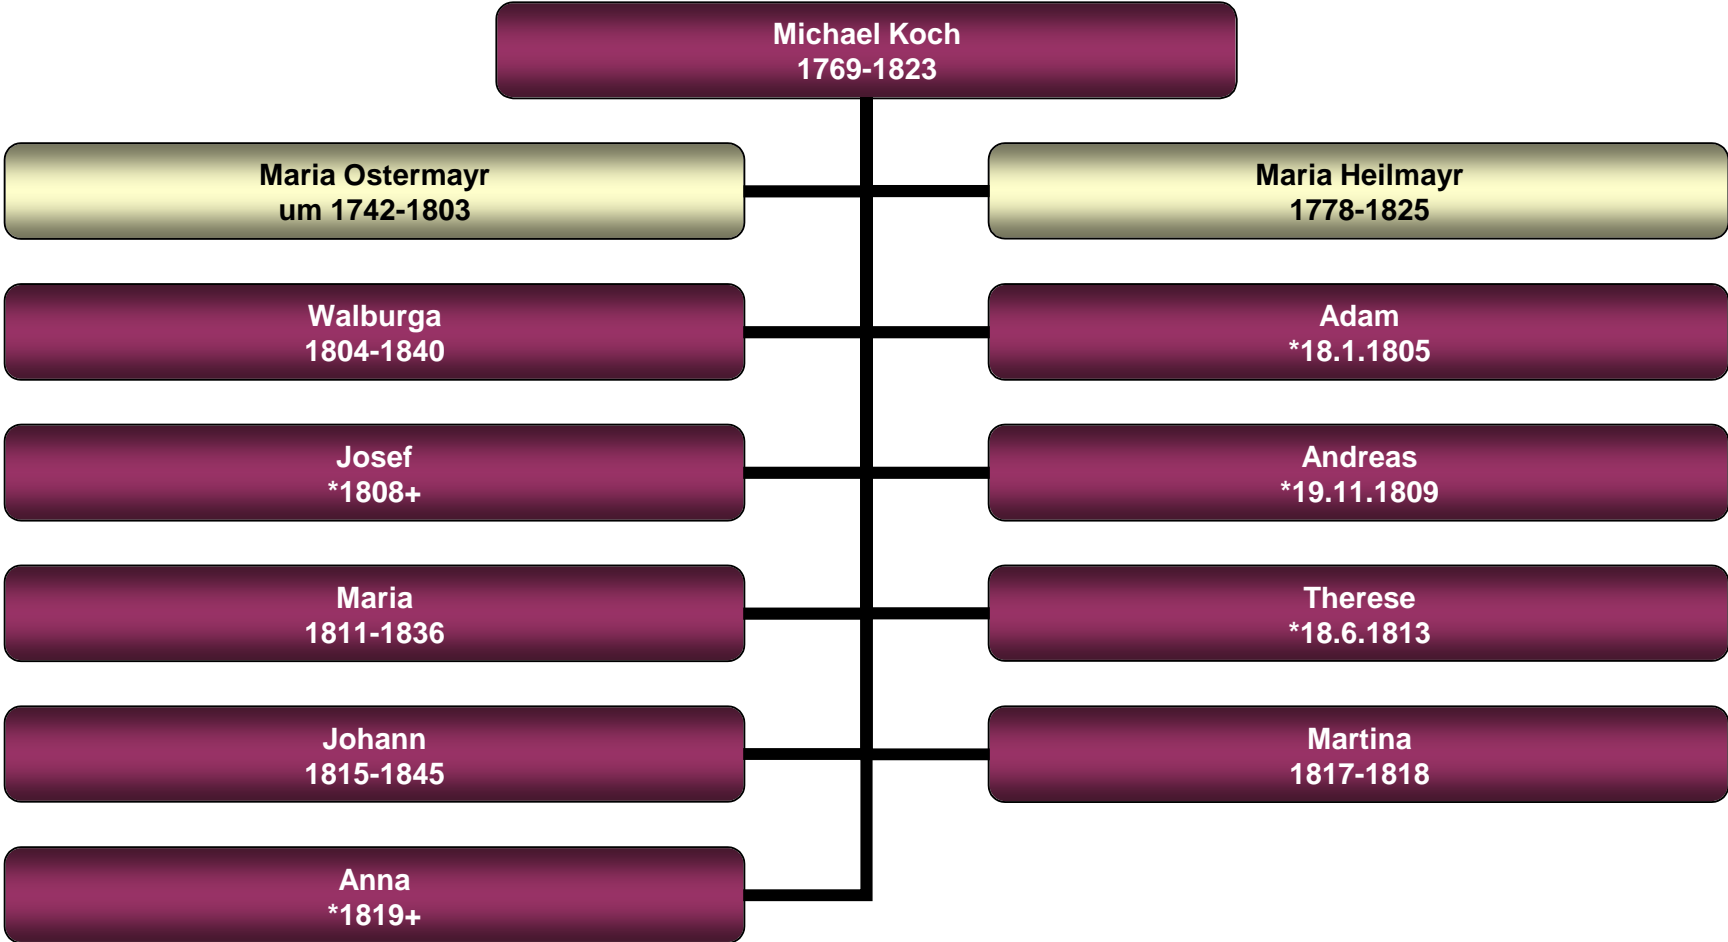 Michael Koch
1769-1823
Maria Ostermayr
um 1742-1803
Maria Heilmayr
1778-1825
Walburga
1804-1840
Adam
*18.1.1805
Josef
*1808+
Andreas
*19.11.1809
Maria
1811-1836
Therese
*18.6.1813
Johann
1815-1845
Martina
1817-1818
Anna
*1819+